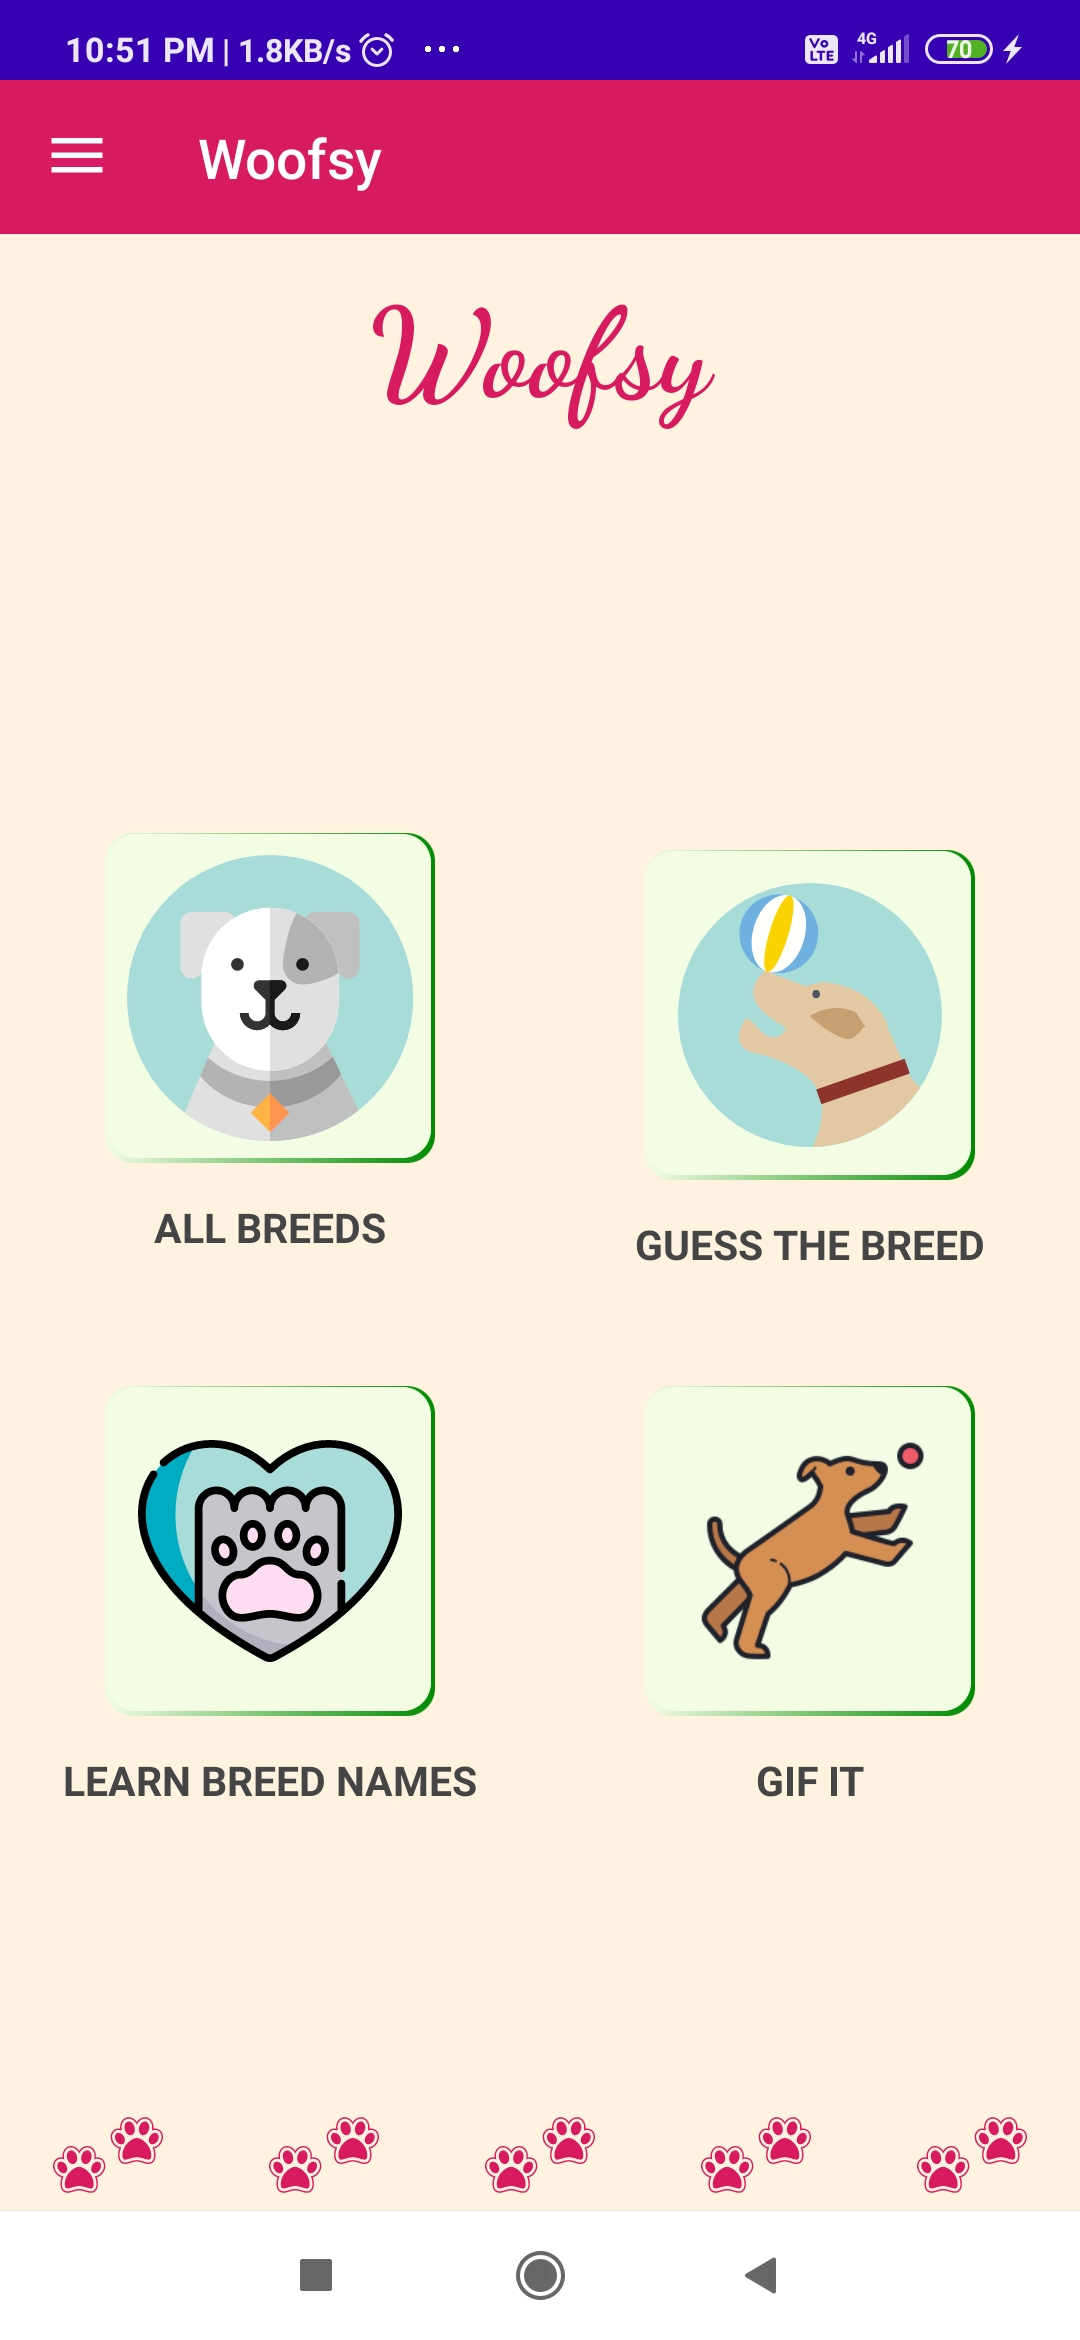 10:51 PM | 1.8KB/s ...
Vo LTE 4G 70
Woofsy
Woofsy
ALL BREEDS
GUESS THE BREED
LEARN BREED NAMES
GIF IT